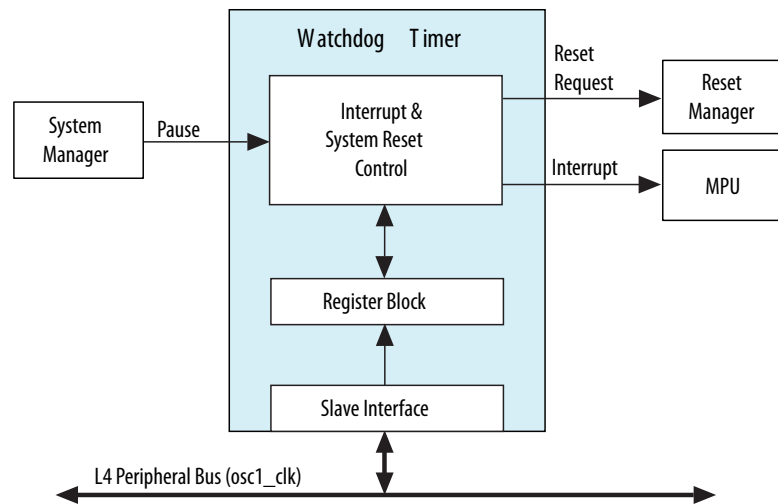 Watchdog Timer
Reset
Request
Reset
Manager
System
Manager
Pause
Interrupt &
System Reset
Control
Interrupt
MPU
Register Block
Slave Interface
L4 Peripheral Bus (osc1_clk)